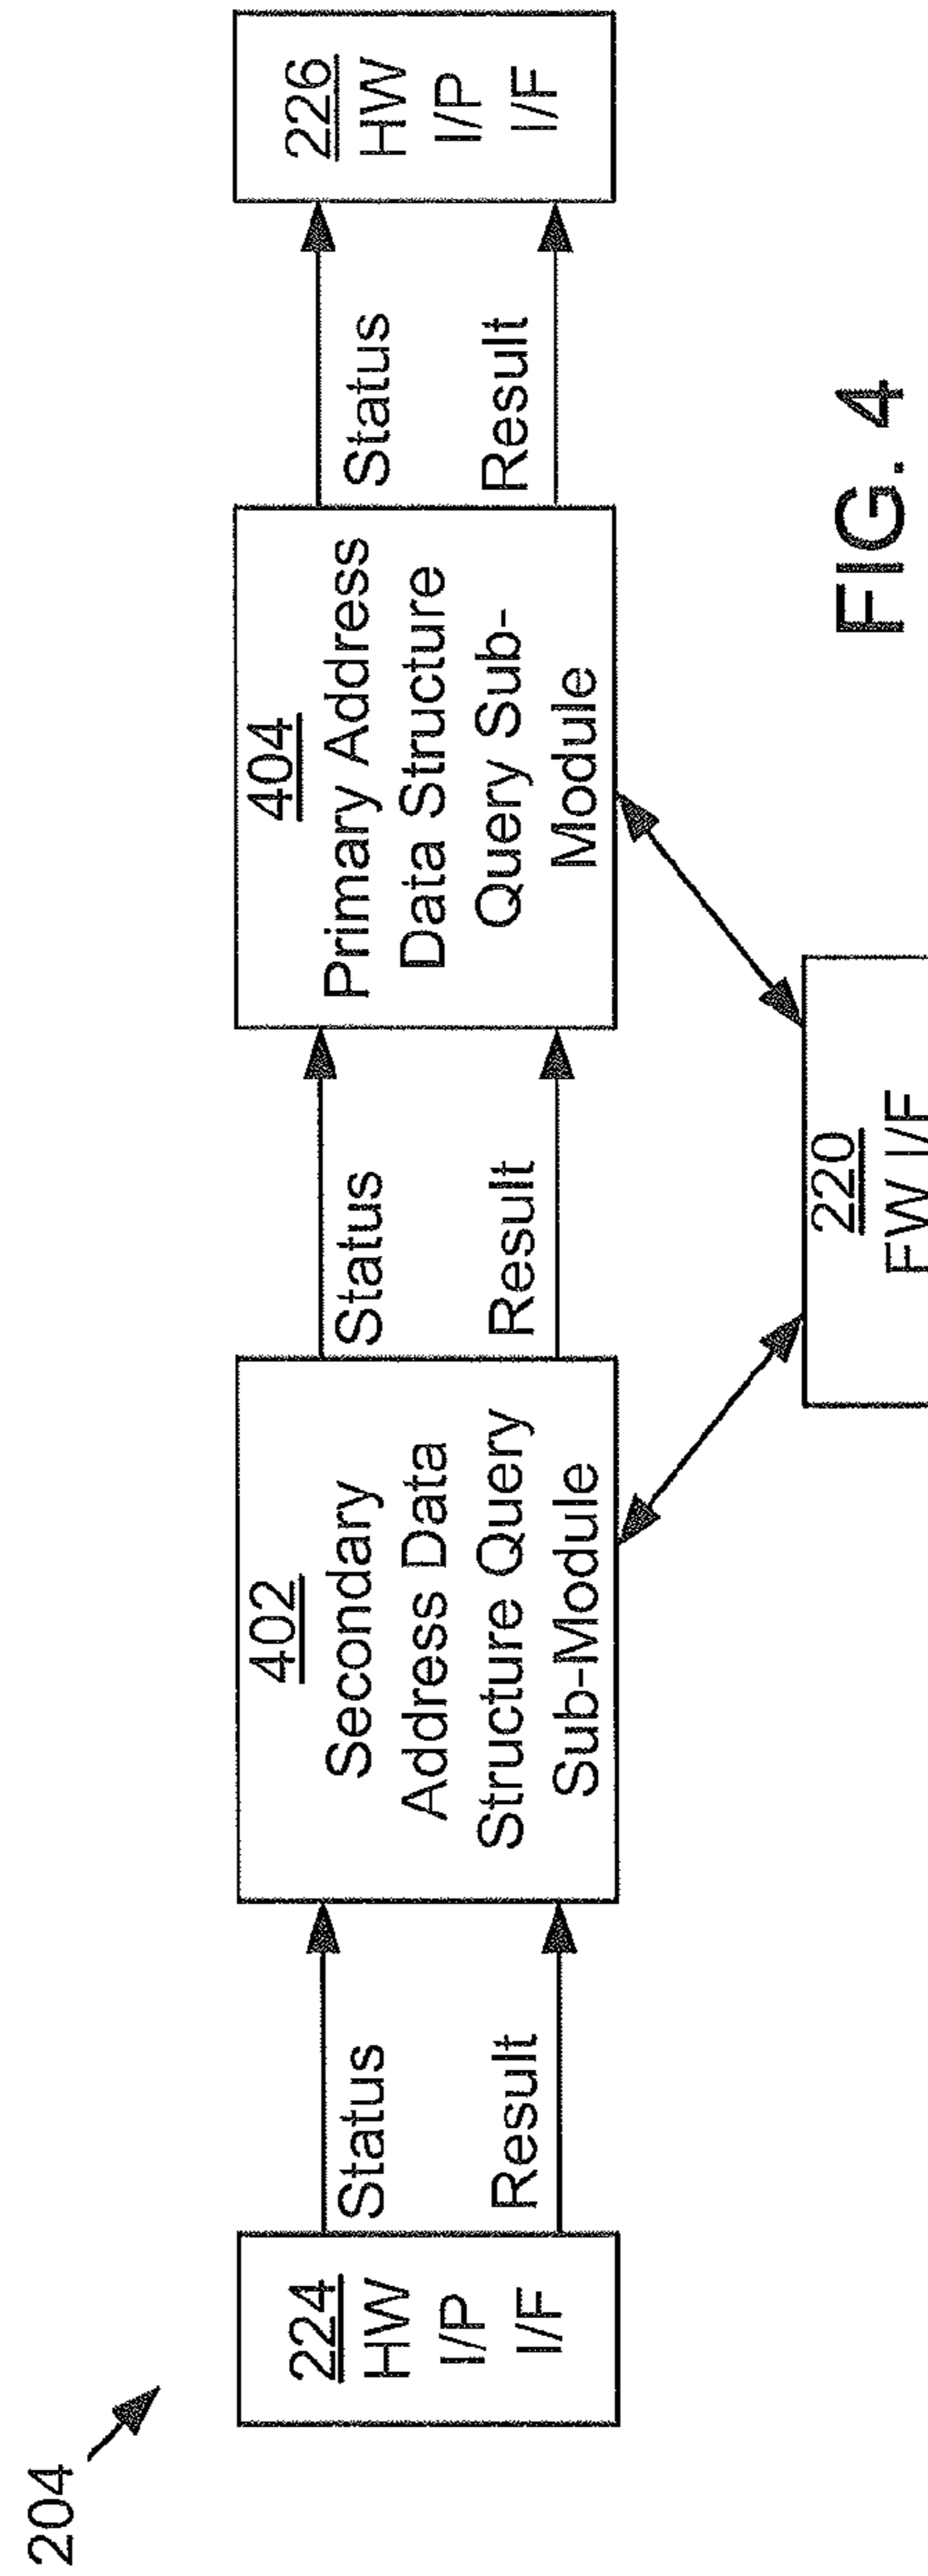 204
224
HW
I/P
I/F
Status
Result
402
Secondary
Address Data
Structure Query
Sub-Module
Status
Result
404
Primary Address
Data Structure
Query Sub-
Module
Status
Result
226
HW
I/P
I/F
220
FW I/F
FIG. 4